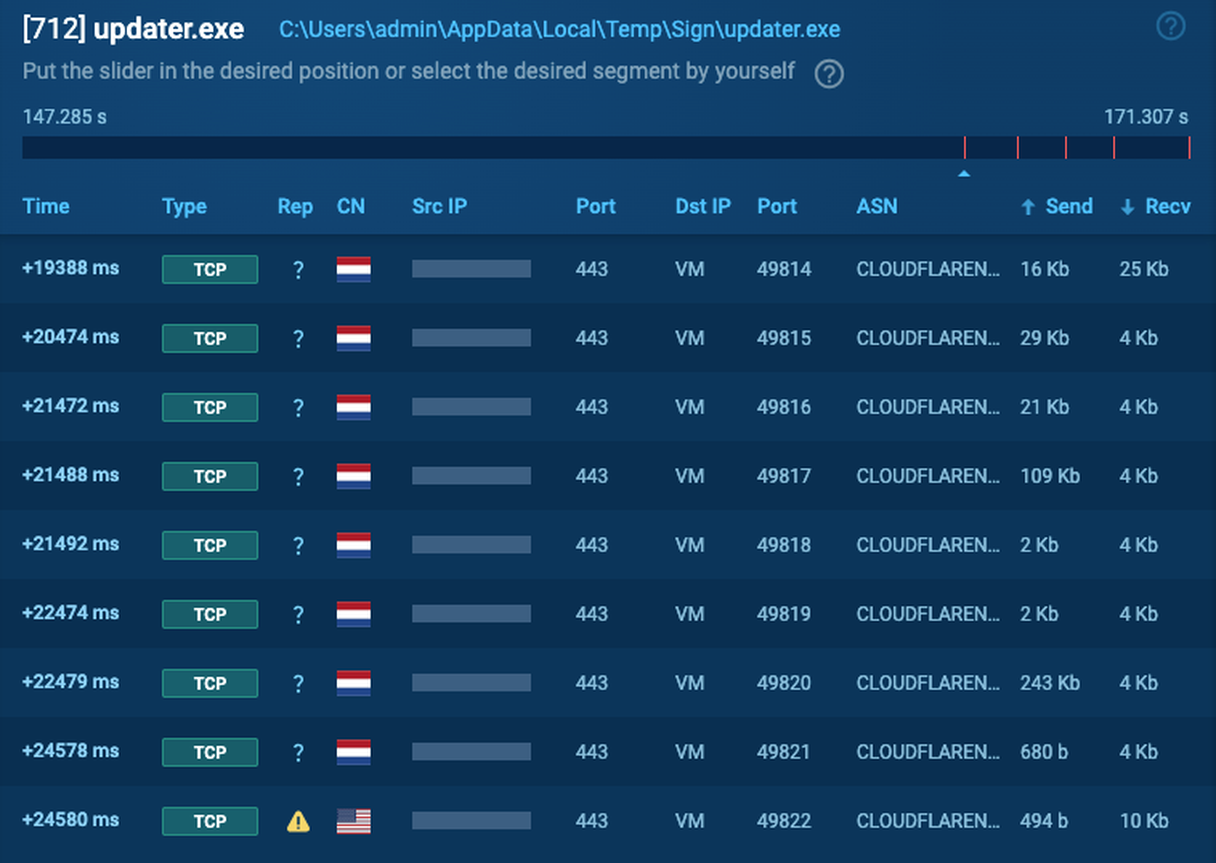 [712] updater.exe C:\Users\admin\AppData\Local\Temp\Sign\updater.exe ?
Put the slider in the desired position or select the desired segment by yourself ?
147.285 s 171.307 s
Time Type Rep CN Src IP Port Dst IP Port ASN ↑ Send ↓ Recv
+19388 ms TCP ? 443 VM 49814 CLOUDFLAREN... 16 Kb 25 Kb
+20474 ms TCP ? 443 VM 49815 CLOUDFLAREN... 29 Kb 4 Kb
+21472 ms TCP ? 443 VM 49816 CLOUDFLAREN... 21 Kb 4 Kb
+21488 ms TCP ? 443 VM 49817 CLOUDFLAREN... 109 Kb 4 Kb
+21492 ms TCP ? 443 VM 49818 CLOUDFLAREN... 2 Kb 4 Kb
+22474 ms TCP ? 443 VM 49819 CLOUDFLAREN... 2 Kb 4 Kb
+22479 ms TCP ? 443 VM 49820 CLOUDFLAREN... 243 Kb 4 Kb
+24578 ms TCP ? 443 VM 49821 CLOUDFLAREN... 680 b 4 Kb
+24580 ms TCP 443 VM 49822 CLOUDFLAREN... 494 b 10 Kb